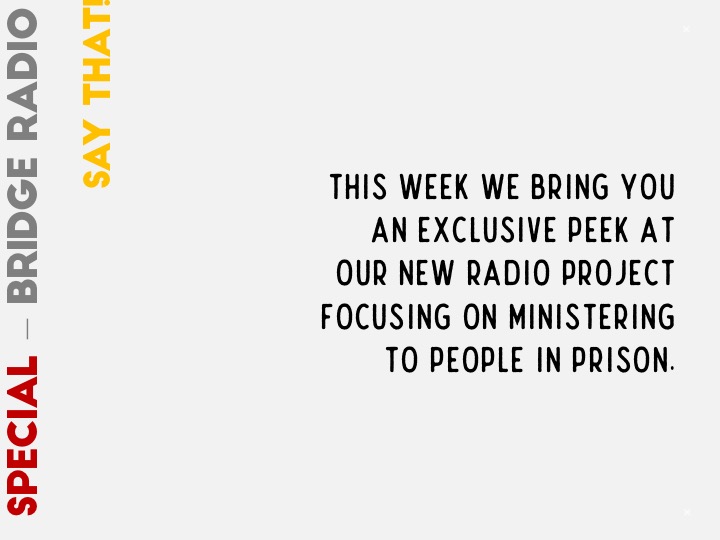 SPECIAL — BRIDGE RADIO
SAY THAT!
THIS WEEK WE BRING YOU
AN EXCLUSIVE PEEK AT
OUR NEW RADIO PROJECT
FOCUSING ON MINISTERING
TO PEOPLE IN PRISON.